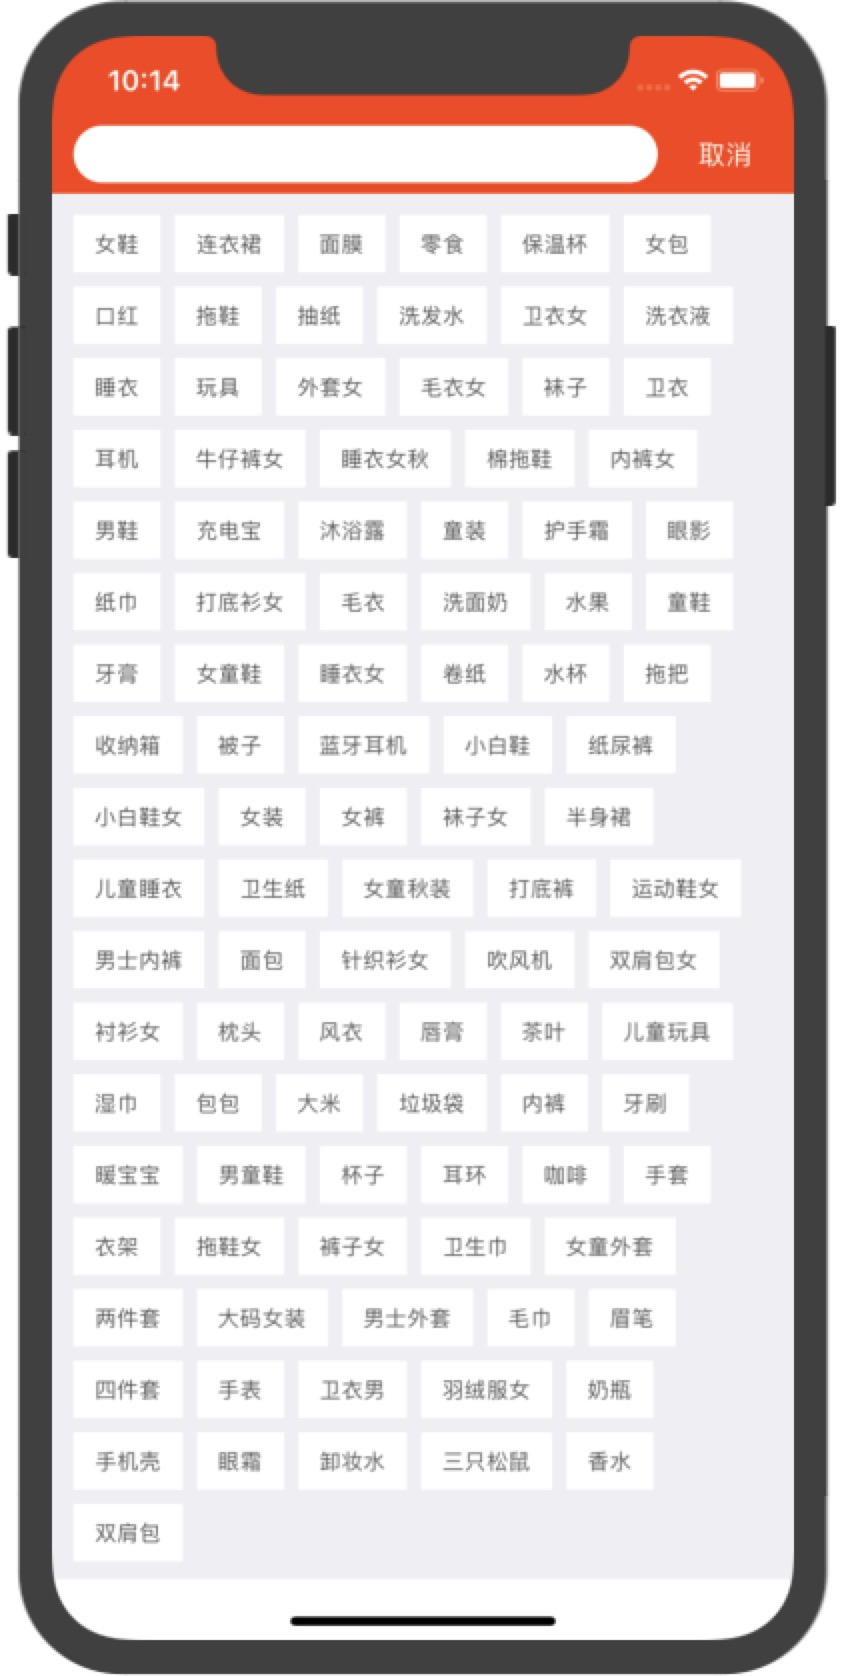 10:14
取消
女鞋 连衣裙 面膜 零食 保温杯 女包
口红 拖鞋 抽纸 洗发水 卫衣女 洗衣液
睡衣 玩具 外套女 毛衣女 袜子 卫衣
耳机 牛仔裤女 睡衣女秋 棉拖鞋 内裤女
男鞋 充电宝 沐浴露 童装 护手霜 眼影
纸巾 打底衫女 毛衣 洗面奶 水果 童鞋
牙膏 女童鞋 睡衣女 卷纸 水杯 拖把
收纳箱 被子 蓝牙耳机 小白鞋 纸尿裤
小白鞋女 女装 女裤 袜子女 半身裙
儿童睡衣 卫生纸 女童秋装 打底裤 运动鞋女
男士内裤 面包 针织衫女 吹风机 双肩包女
衬衫女 枕头 风衣 唇膏 茶叶 儿童玩具
湿巾 包包 大米 垃圾袋 内裤 牙刷
暖宝宝 男童鞋 杯子 耳环 咖啡 手套
衣架 拖鞋女 裤子女 卫生巾 女童外套
两件套 大码女装 男士外套 毛巾 眉笔
四件套 手表 卫衣男 羽绒服女 奶瓶
手机壳 眼霜 卸妆水 三只松鼠 香水
双肩包